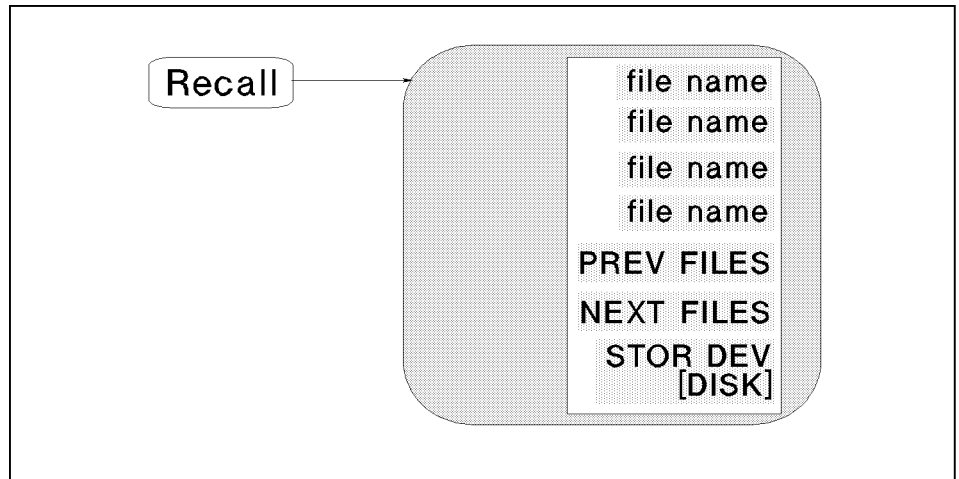 Recall
file name
file name
file name
file name
PREV FILES
NEXT FILES
STOR DEV
[DISK]